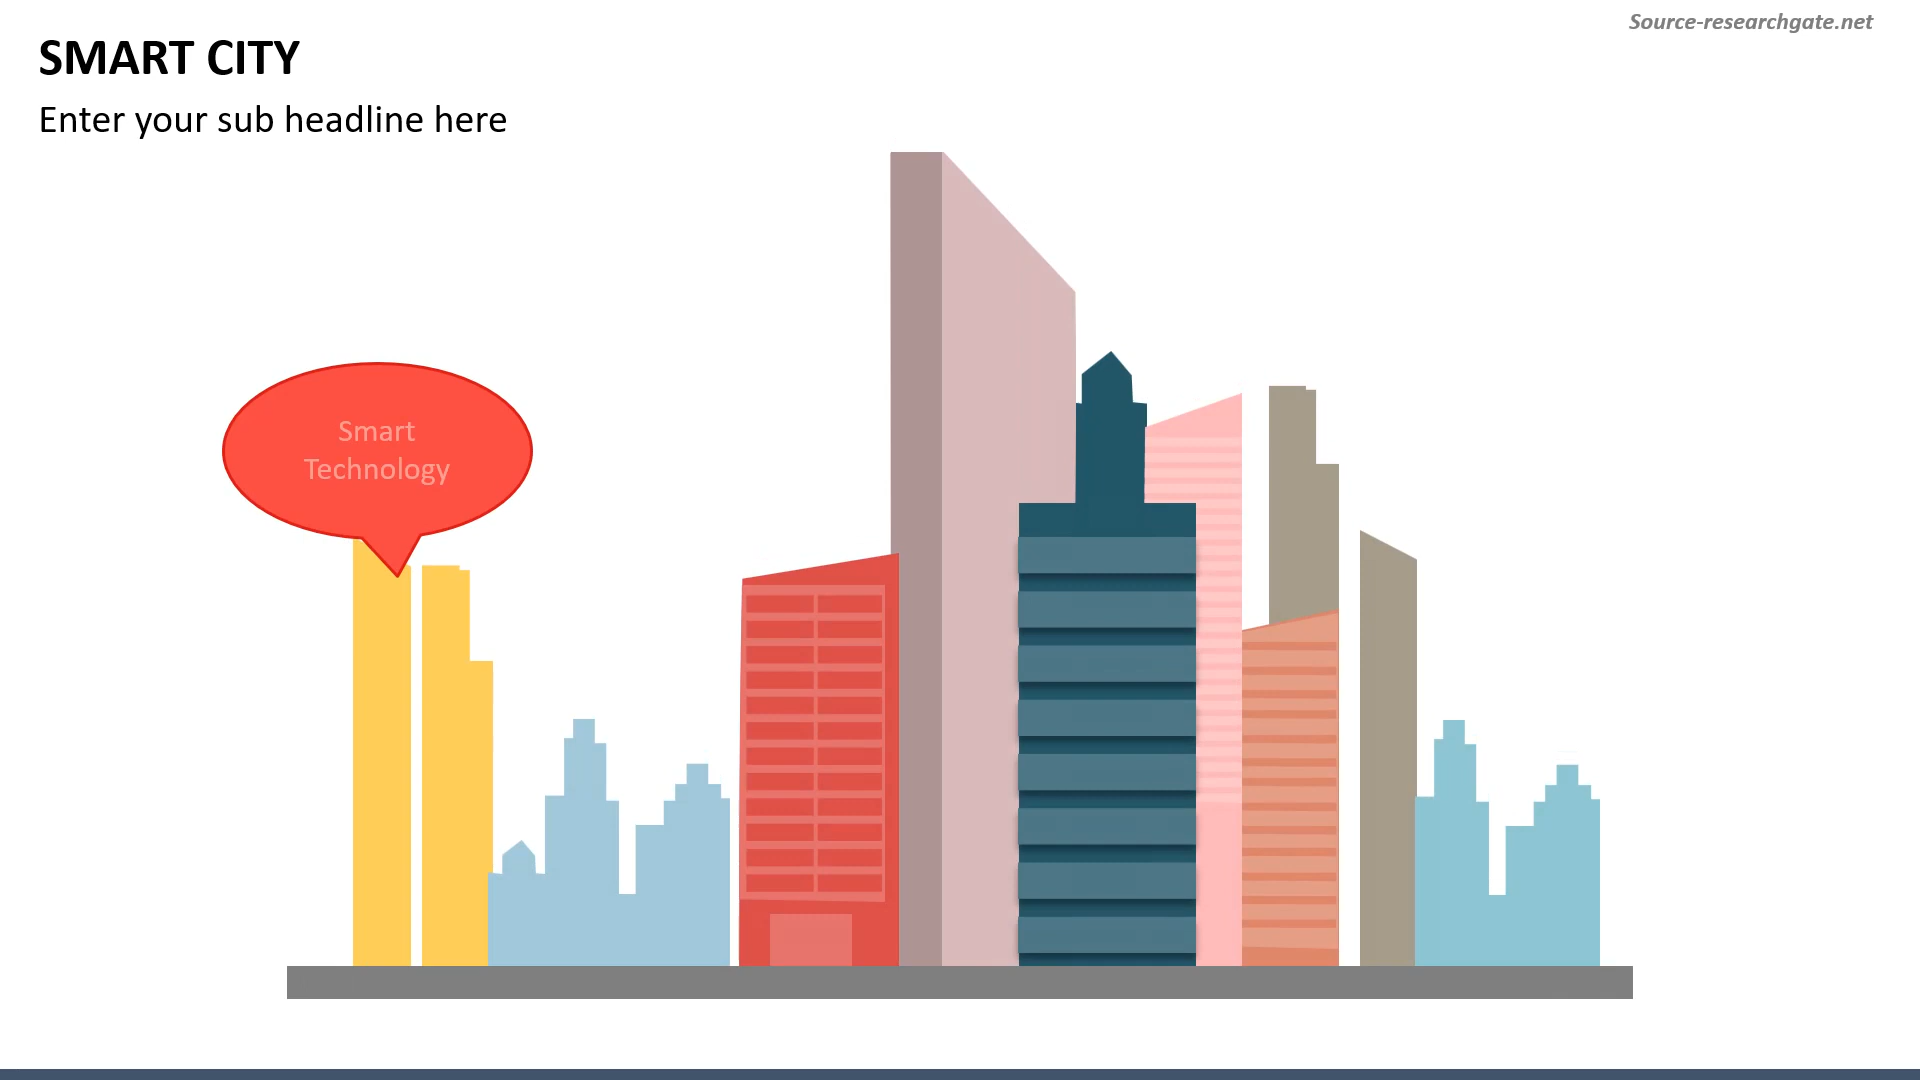 Source-researchgate.net
SMART CITY
Enter your sub headline here
Smart
Technology